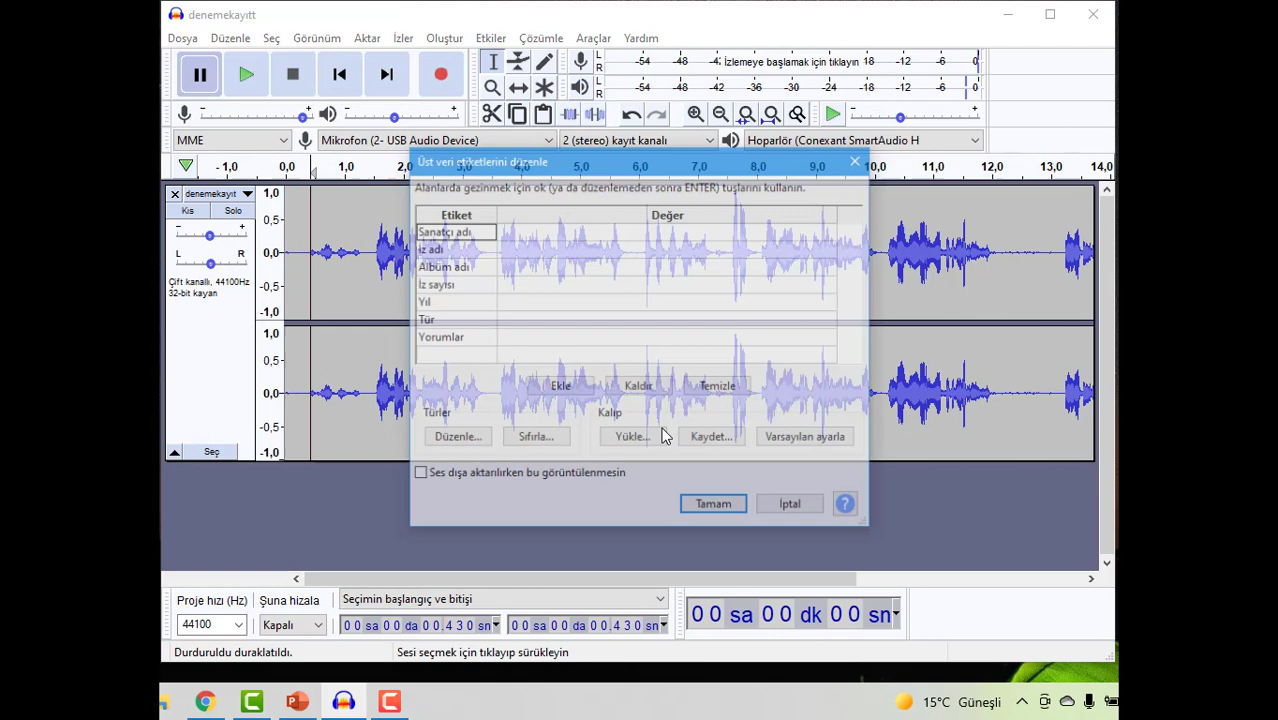 denemekayıtt
Dosya Düzenle Seç Görünüm Aktar İzler Oluştur Etkiler Çözümle Araçlar Yardım
L R -54 -48 -4 İzlemeye başlamak için tıklayın 18 -12 -6 0
L R -54 -48 -42 -36 -30 -24 -18 -12 -6 0
MME Mikrofon (2- USB Audio Device) 2 (stereo) kayıt kanalı Hoparlör (Conexant SmartAudio H
-1,0 0,0 1,0 2,0 3,0 4,0 5,0 6,0 7,0 8,0 9,0 10,0 11,0 12,0 13,0 14,0
Üst veri etiketlerini düzenle
Alanlarda gezinmek için ok (ya da düzenlemeden sonra ENTER) tuşlarını kullanın.
denemekayıt
Kıs Solo
L R
Çift kanallı, 44100Hz
32-bit kayan
Seç
1,0
0,5
0,0
-0,5
-1,0
1,0
0,5
0,0
-0,5
-1,0
Etiket Değer
Sanatçı adı
İz adı
Albüm adı
İz sayısı
Yıl
Tür
Yorumlar
Ekle Kaldır Temizle
Türler Kalıp
Düzenle... Sıfırla... Yükle... Kaydet... Varsayılan ayarla
Ses dışa aktarılırken bu görüntülenmesin
Tamam İptal ?
Proje hızı (Hz) Şuna hizala Seçimin başlangıç ve bitişi
44100 Kapalı 0 0 sa 0 0 da 0 0 . 4 3 0 sn 0 0 sa 0 0 da 0 0 . 4 3 0 sn
0 0 sa 0 0 dk 0 0 sn
Durduruldu duraklatıldı. Sesi seçmek için tıklayıp sürükleyin
15°C Güneşli